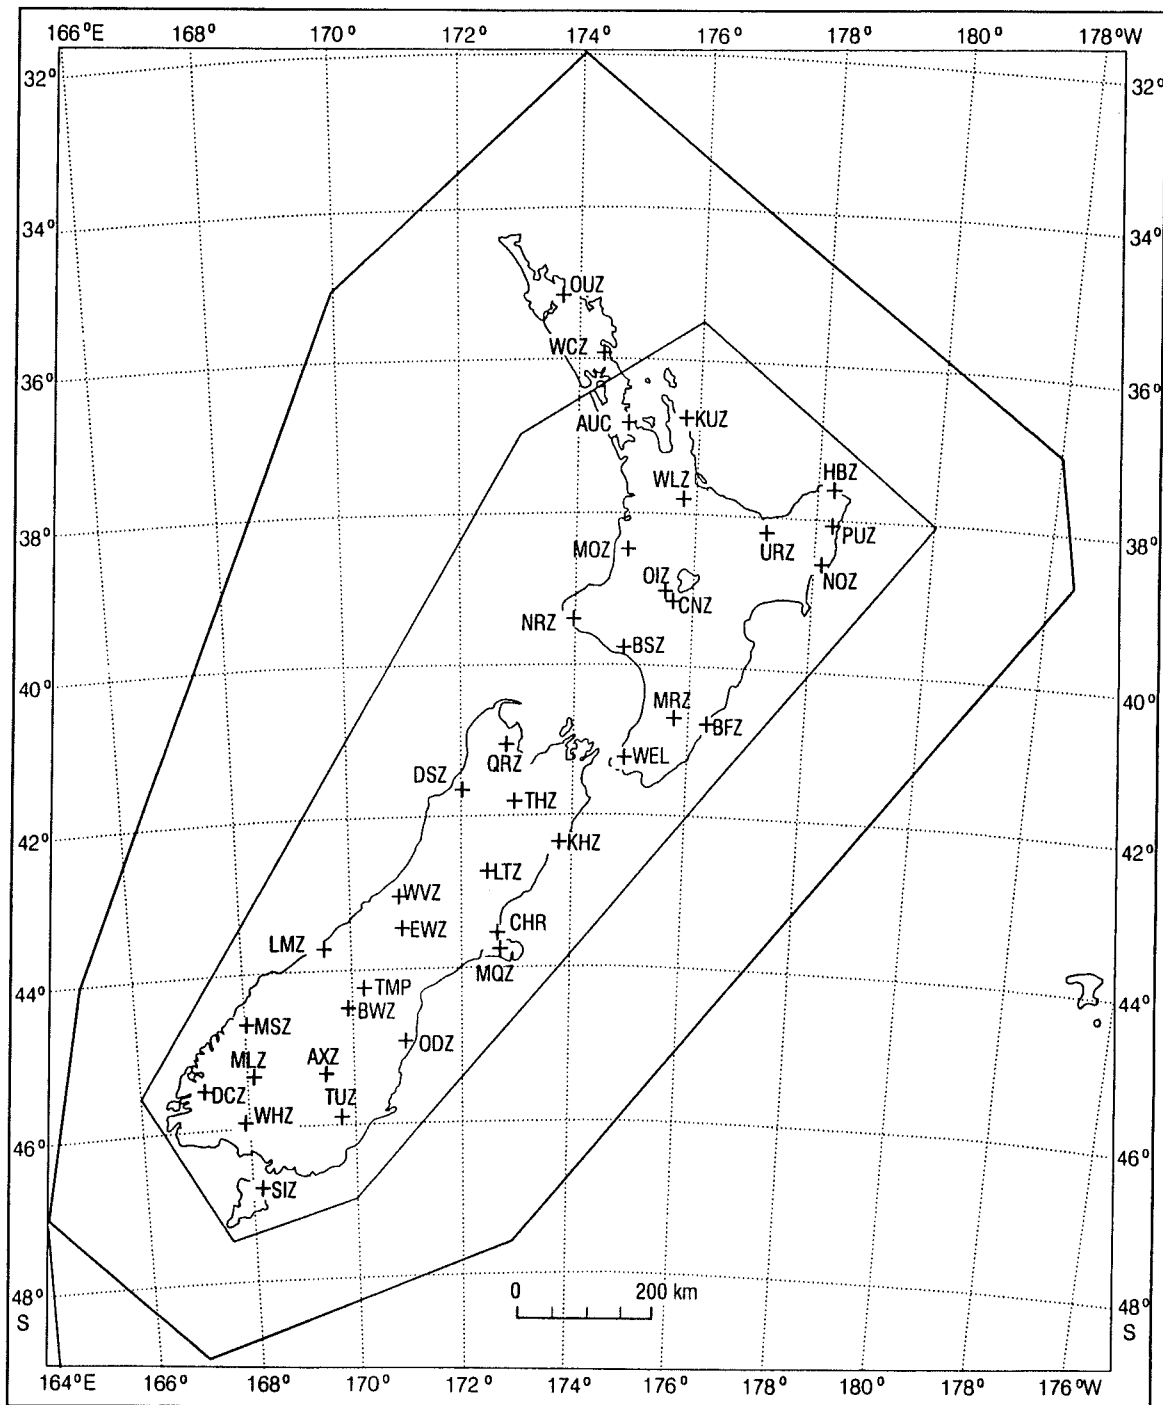 166°E 168° 170° 172° 174° 176° 178° 180° 178°W
32° 32°
34° 34°
OUZ
WCZ
36° 36°
AUC KUZ
WLZ HBZ
38° MOZ URZ PUZ 38°
OIZ NOZ
CNZ
NRZ
BSZ
40° 40°
MRZ BFZ
QRZ WEL
DSZ
THZ
42° KHZ 42°
LTZ
WVZ
EWZ CHR
LMZ
MQZ
44° TMP 44°
BWZ
MSZ ODZ
MLZ AXZ
DCZ TUZ
WHZ
46° 46°
SIZ
0 200 km
48° 48°
S S
164°E 166° 168° 170° 172° 174° 176° 178° 180° 178° 176°W